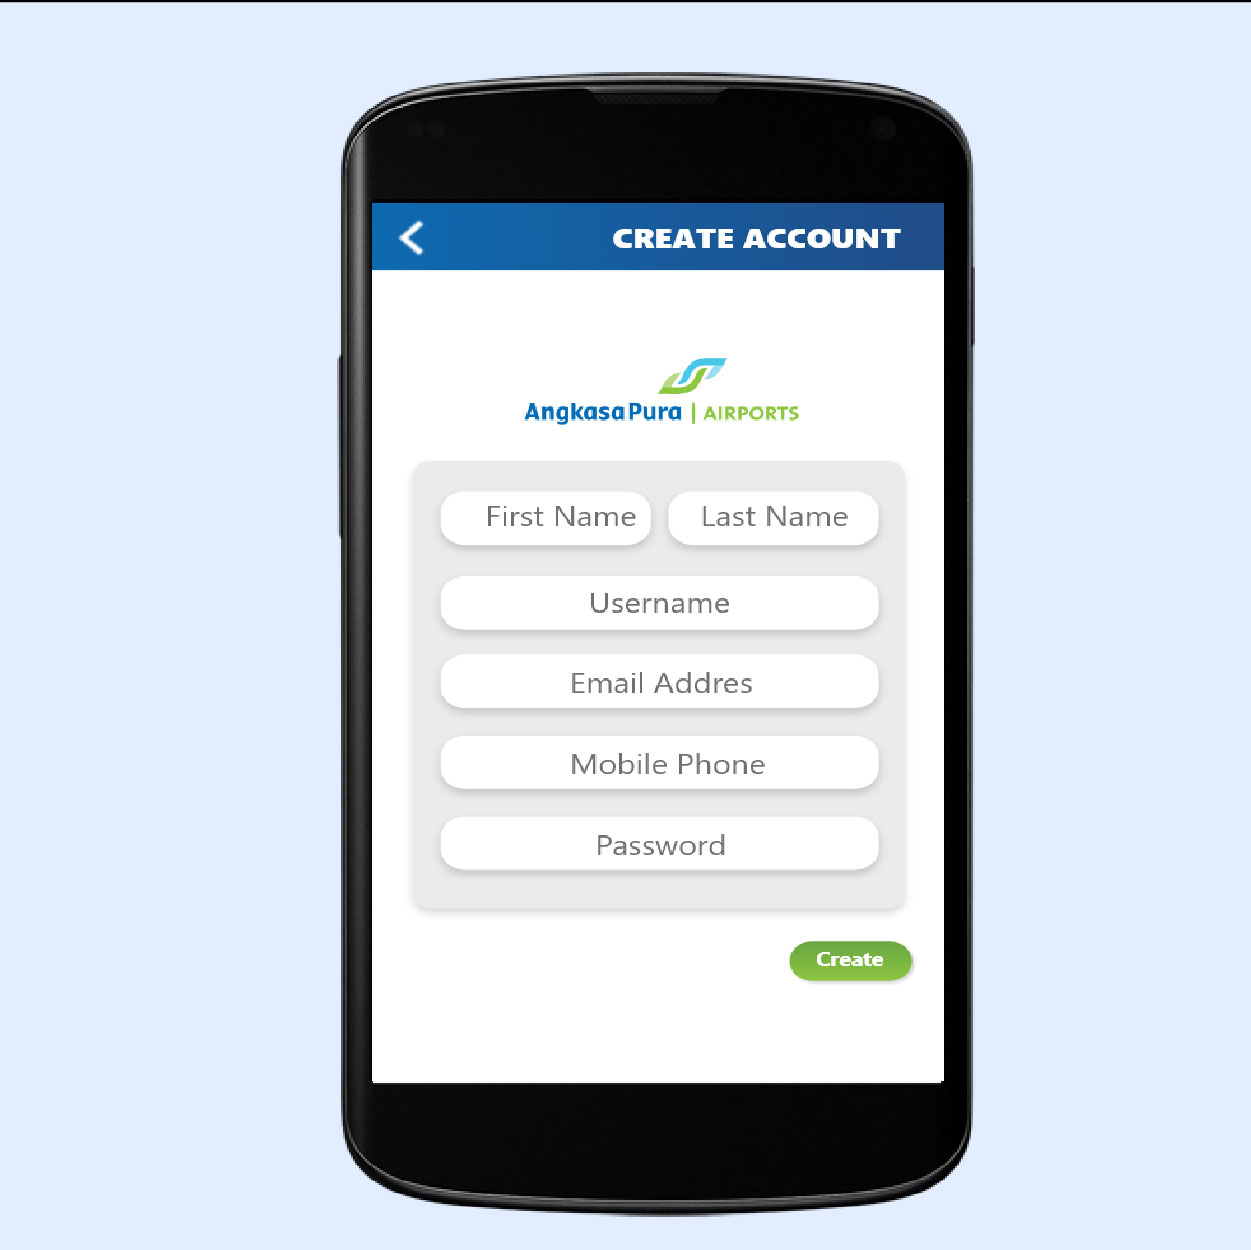 CREATE ACCOUNT
AngkasaPura | AIRPORTS
First Name Last Name
Username
Email Addres
Mobile Phone
Password
Create